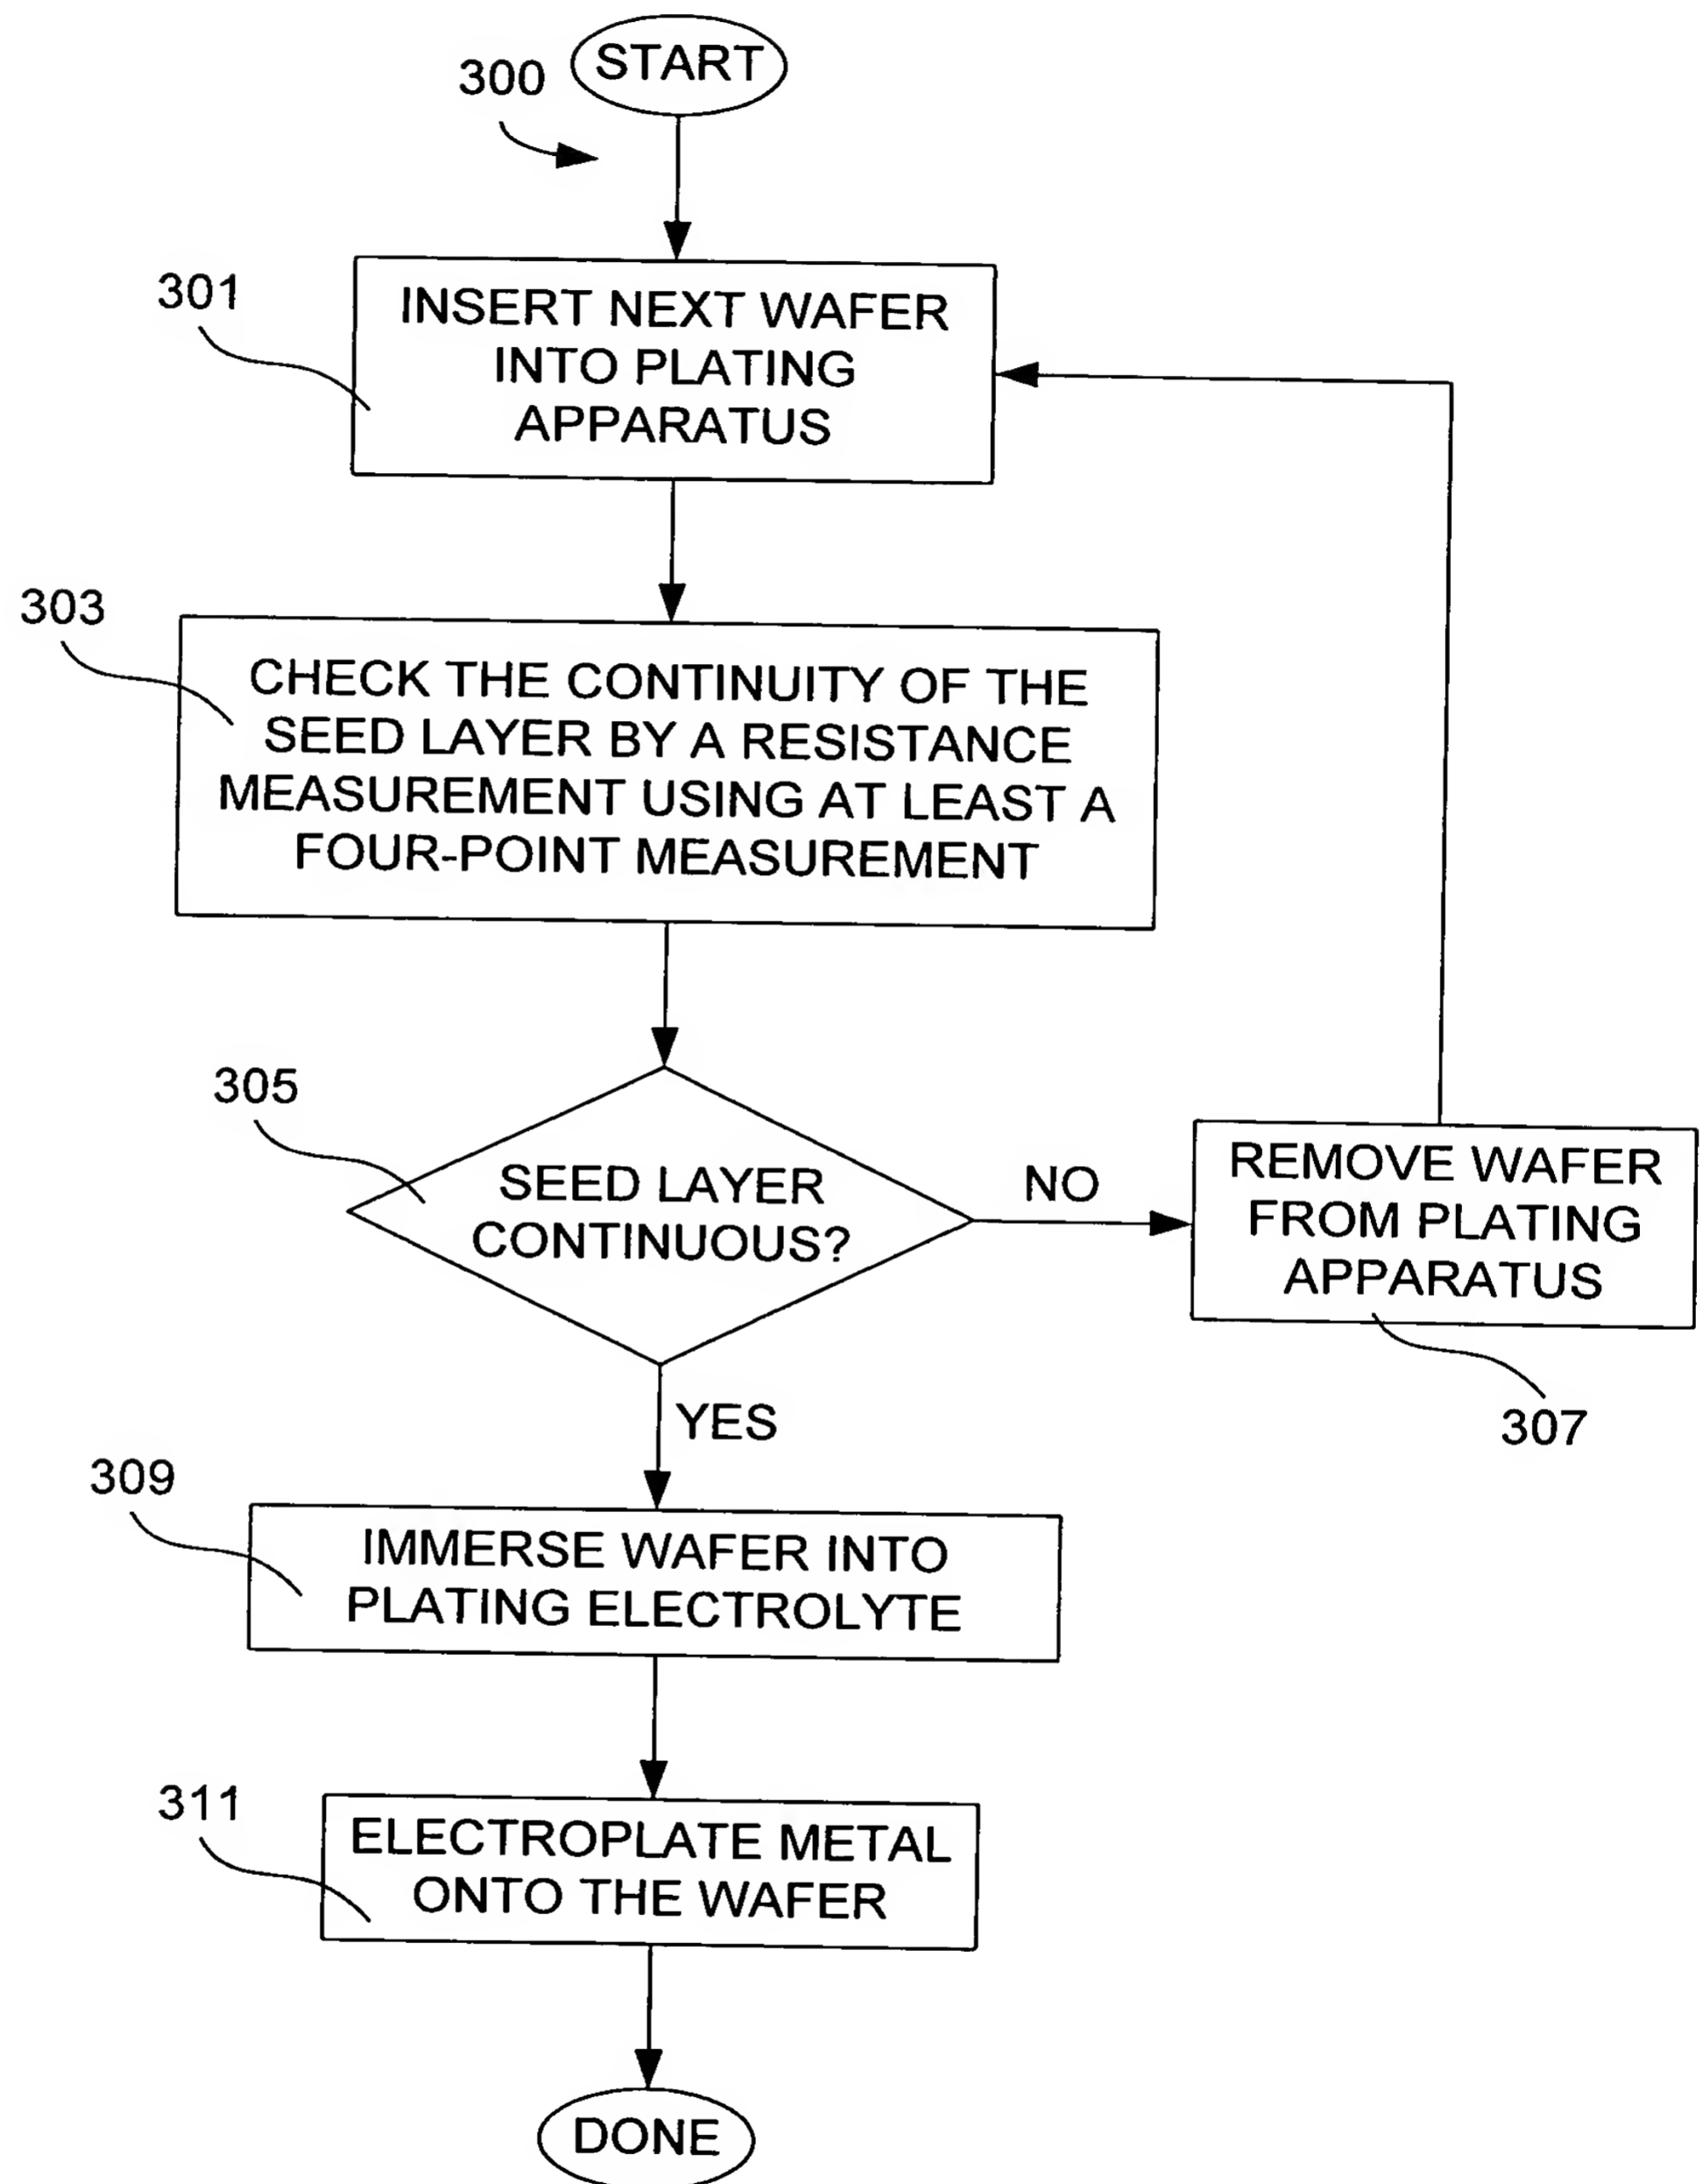 START
300
301
INSERT NEXT WAFER
INTO PLATING
APPARATUS
303
CHECK THE CONTINUITY OF THE
SEED LAYER BY A RESISTANCE
MEASUREMENT USING AT LEAST A
FOUR-POINT MEASUREMENT
305
SEED LAYER
CONTINUOUS?
NO
REMOVE WAFER
FROM PLATING
APPARATUS
307
YES
309
IMMERSE WAFER INTO
PLATING ELECTROLYTE
311
ELECTROPLATE METAL
ONTO THE WAFER
DONE